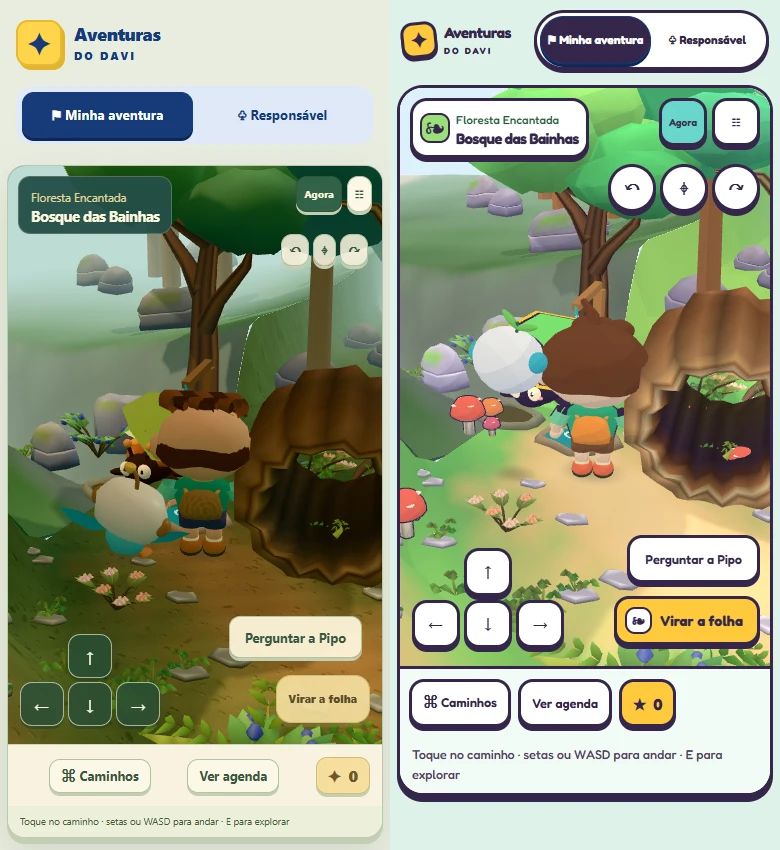 Aventuras
DO DAVI
Minha aventura
Responsável
Floresta Encantada
Bosque das Bainhas
Agora
Perguntar a Pipo
Virar a folha
Caminhos
Ver agenda
0
Toque no caminho · setas ou WASD para andar · E para explorar
Aventuras
DO DAVI
Minha aventura
Responsável
Floresta Encantada
Bosque das Bainhas
Agora
Perguntar a Pipo
Virar a folha
Caminhos
Ver agenda
0
Toque no caminho · setas ou WASD para andar · E para
explorar